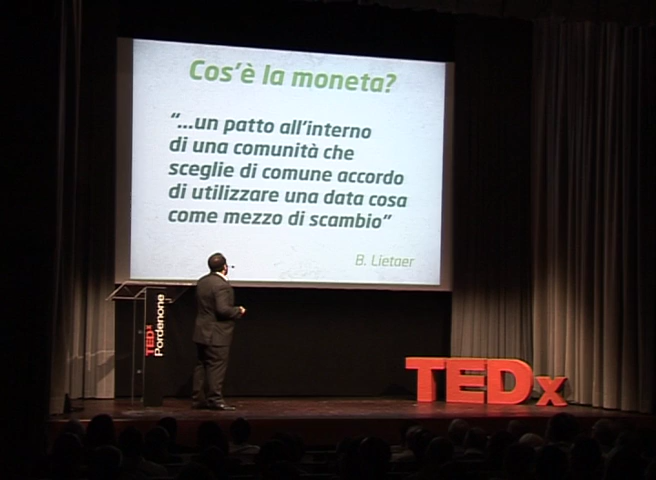 Cos'è la moneta?
"...un patto all'interno
di una comunità che
sceglie di comune accordo
di utilizzare una data cosa
come mezzo di scambio"
B. Lietaer
TEDx
Pordenone
TEDx